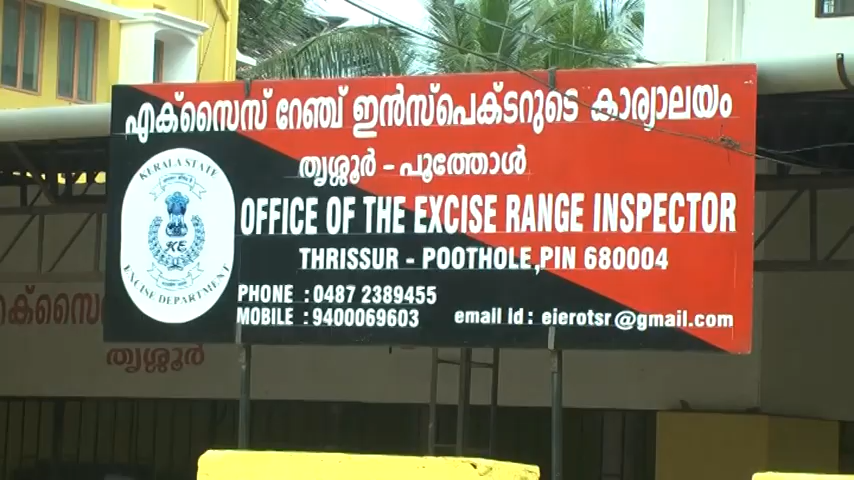 എക്സൈസ് റേഞ്ച് ഇൻസ്പെക്ടറുടെ കാര്യാലയം
തൃശ്ശൂർ - പൂത്തോൾ
KERALA STATE
KE
EXCISE DEPARTMENT
OFFICE OF THE EXCISE RANGE INSPECTOR
THRISSUR - POOTHOLE,PIN 680004
PHONE : 0487 2389455
MOBILE : 9400069603
email id : eierotsr@gmail.com
എക്സൈസ്
തൃശ്ശൂർ